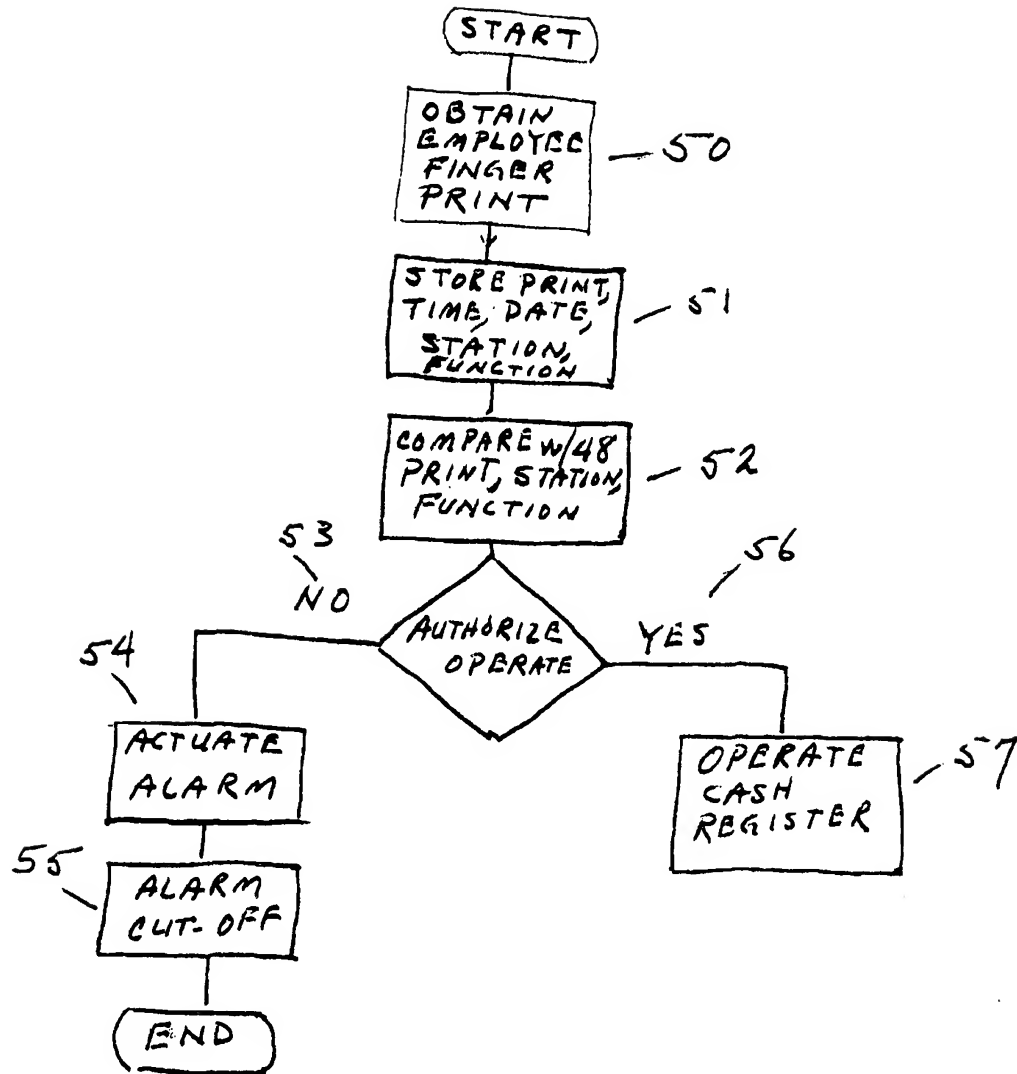 START
OBTAIN
EMPLOYEE
FINGER
PRINT
50
STORE PRINT,
TIME, DATE,
STATION,
FUNCTION
51
COMPARE W/48
PRINT, STATION,
FUNCTION
52
53
NO
AUTHORIZE
OPERATE
56
YES
54
ACTUATE
ALARM
OPERATE
CASH
REGISTER
57
55
ALARM
CUT-OFF
END